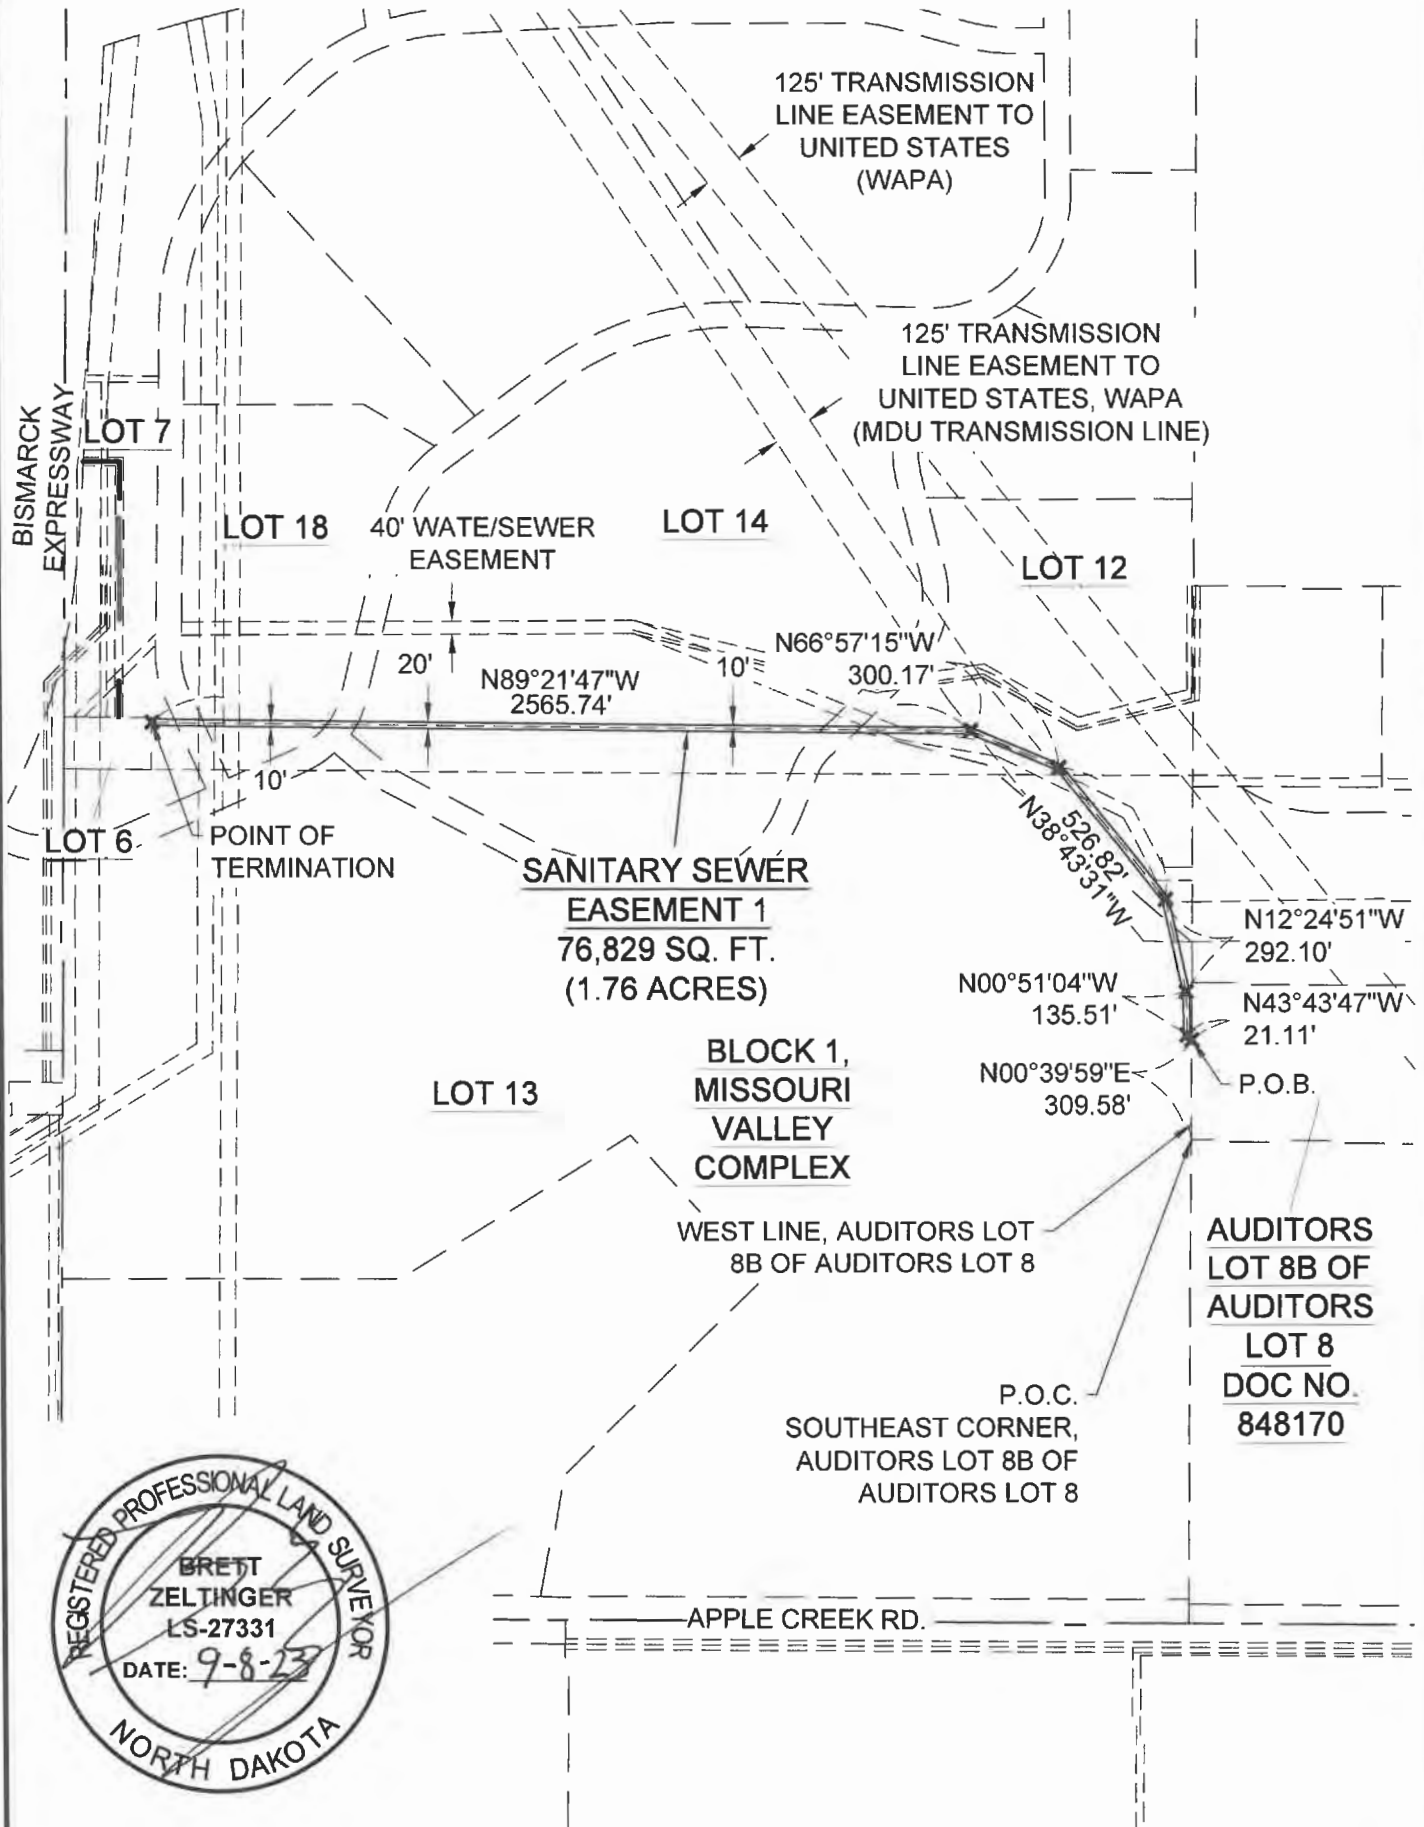 125' TRANSMISSION
LINE EASEMENT TO
UNITED STATES
(WAPA)
125' TRANSMISSION
LINE EASEMENT TO
UNITED STATES, WAPA
(MDU TRANSMISSION LINE)
BISMARCK
EXPRESSWAY
LOT 7
LOT 18
40' WATE/SEWER
EASEMENT
LOT 14
LOT 12
N66°57'15"W
300.17'
20'
10'
N89°21'47"W
2565.74'
10'
LOT 6
POINT OF
TERMINATION
526.82'
N38°43'31"W
SANITARY SEWER
EASEMENT 1
76,829 SQ. FT.
(1.76 ACRES)
N12°24'51"W
292.10'
N00°51'04"W
135.51'
N43°43'47"W
21.11'
BLOCK 1,
MISSOURI
VALLEY
COMPLEX
N00°39'59"E
309.58'
P.O.B.
LOT 13
WEST LINE, AUDITORS LOT
8B OF AUDITORS LOT 8
AUDITORS
LOT 8B OF
AUDITORS
LOT 8
DOC NO.
848170
P.O.C.
SOUTHEAST CORNER,
AUDITORS LOT 8B OF
AUDITORS LOT 8
REGISTERED PROFESSIONAL LAND SURVEYOR
BRETT
ZELTINGER
LS-27331
DATE: 9-8-23
NORTH DAKOTA
APPLE CREEK RD.